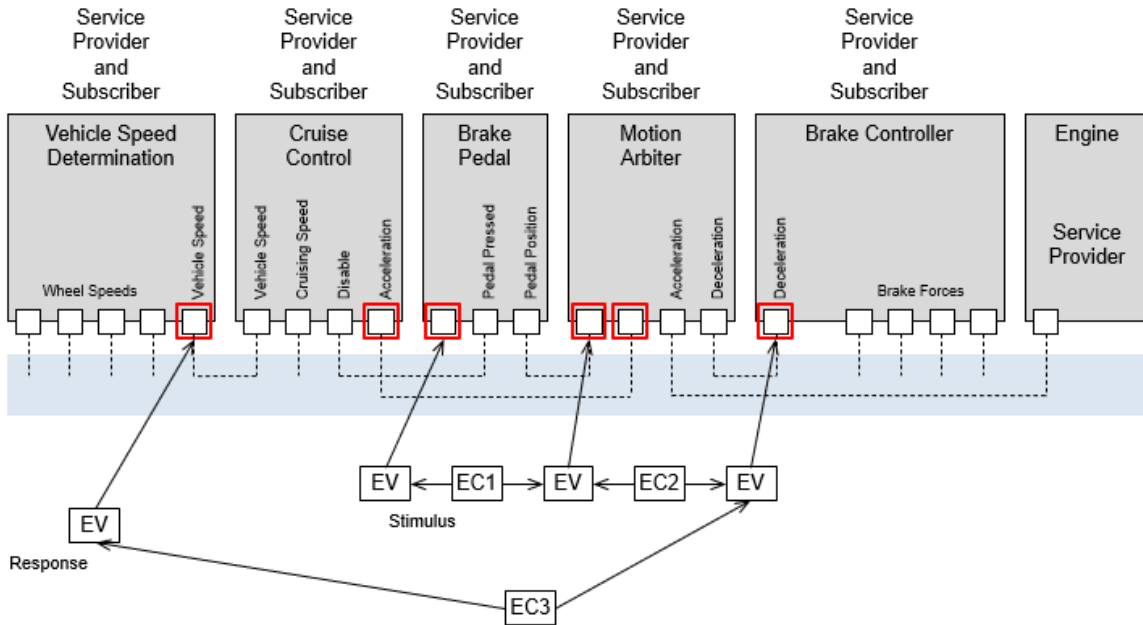 Service
Provider
and
Subscriber
Service
Provider
and
Subscriber
Service
Provider
and
Subscriber
Service
Provider
and
Subscriber
Service
Provider
and
Subscriber
Vehicle Speed
Determination
Wheel Speeds
Vehicle Speed
Cruise
Control
Vehicle Speed
Cruising Speed
Disable
Acceleration
Brake
Pedal
Pedal Pressed
Pedal Position
Motion
Arbiter
Acceleration
Deceleration
Brake Controller
Deceleration
Brake Forces
Engine
Service
Provider
EV
EC1
EV
EC2
EV
Stimulus
EV
Response
EC3